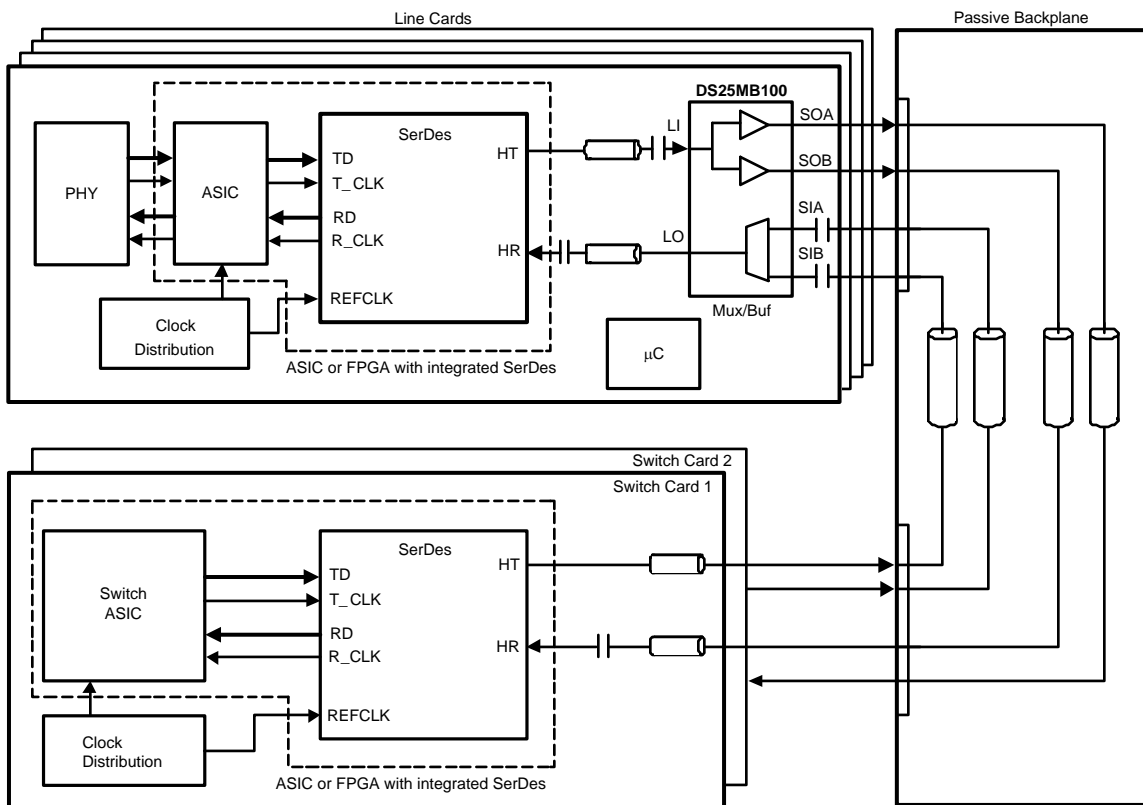 Line Cards
Passive Backplane
DS25MB100
SOA
SerDes
LI
HT
TD
SOB
PHY
ASIC
T_CLK
SIA
RD
LO
R_CLK
HR
SIB
REFCLK
Mux/Buf
Clock
Distribution
μC
ASIC or FPGA with integrated SerDes
Switch Card 2
Switch Card 1
SerDes
HT
TD
Switch
ASIC
T_CLK
RD
HR
R_CLK
REFCLK
Clock
Distribution
ASIC or FPGA with integrated SerDes